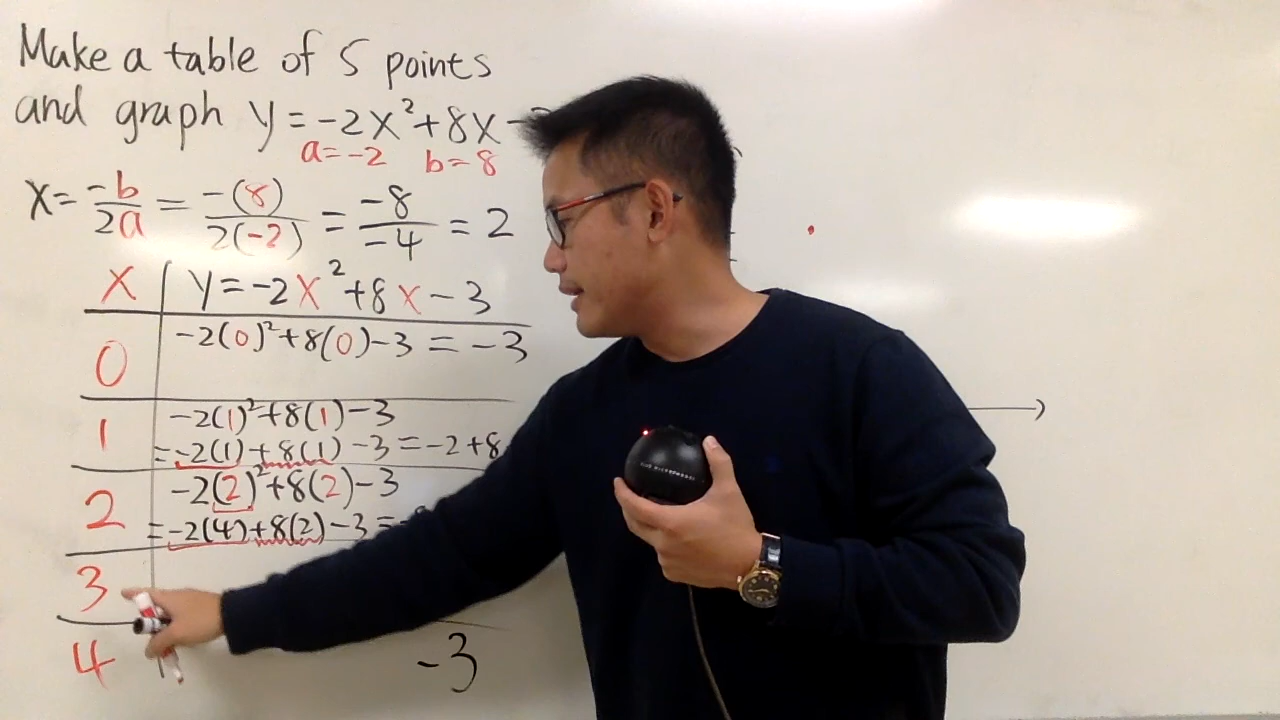 Make a table of 5 points
and graph y = -2x² + 8x -
a = -2 b = 8
x = -b/2a = -(8)/2(-2) = -8/-4 = 2
x | y = -2x² + 8x - 3
0 | -2(0)² + 8(0) - 3 = -3
1 | -2(1)² + 8(1) - 3
= -2(1) + 8(1) - 3 = -2 + 8
2 | -2(2)² + 8(2) - 3
= -2(4) + 8(2) - 3 =
3
4 | -3